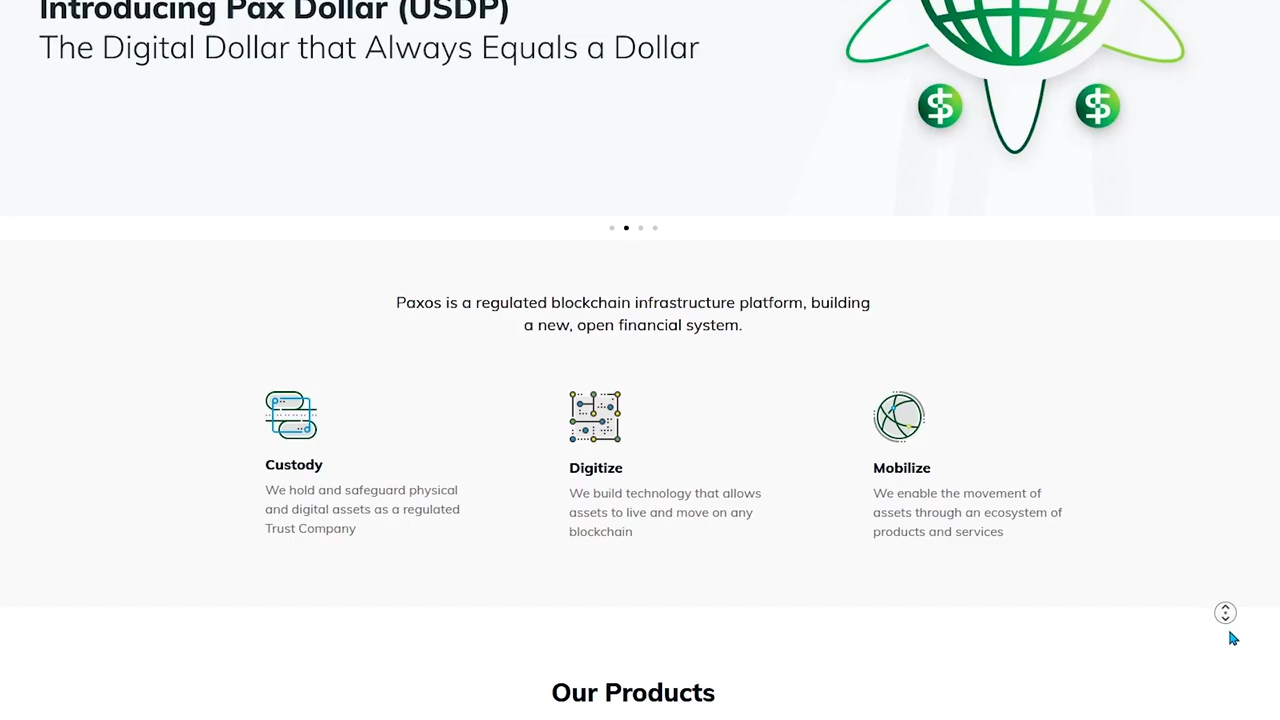 Introducing Pax Dollar (USDP)
The Digital Dollar that Always Equals a Dollar
$ $
Paxos is a regulated blockchain infrastructure platform, building
a new, open financial system.
Custody
We hold and safeguard physical
and digital assets as a regulated
Trust Company
Digitize
We build technology that allows
assets to live and move on any
blockchain
Mobilize
We enable the movement of
assets through an ecosystem of
products and services
Our Products